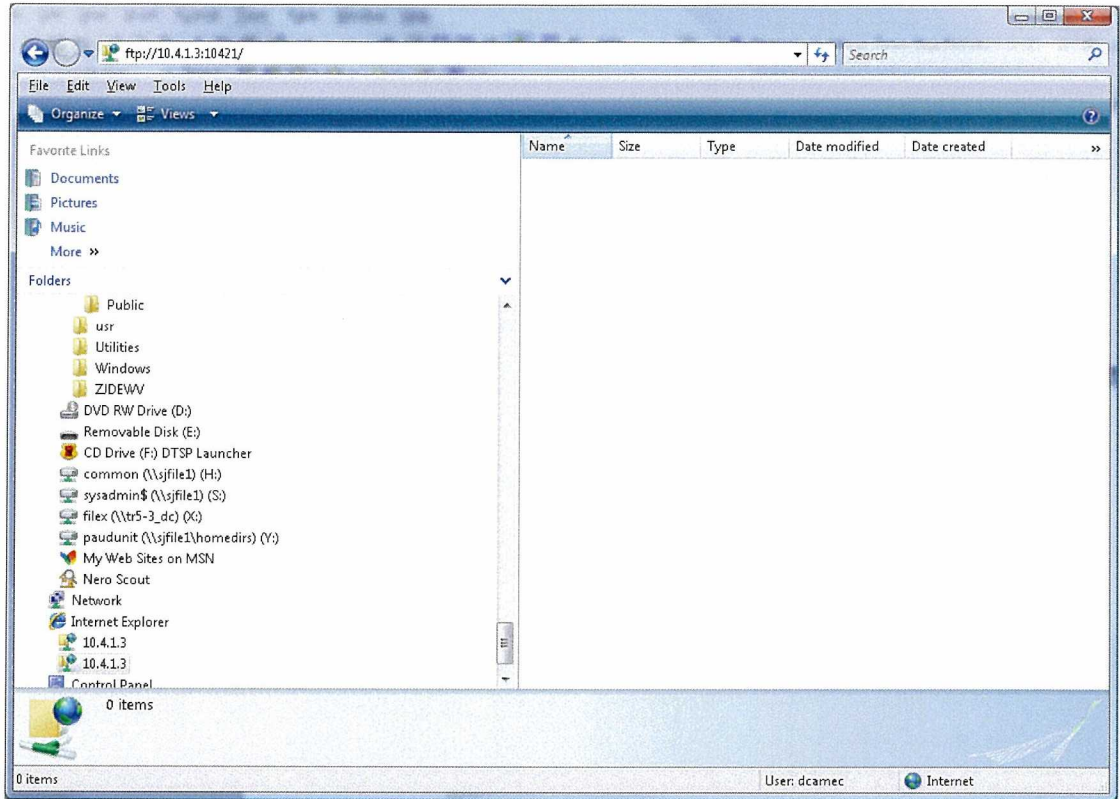 ftp://10.4.1.3:10421/
Search
File Edit View Tools Help
Organize Views
Favorite Links
Documents
Pictures
Music
More »
Folders
Public
usr
Utilities
Windows
ZJDEWV
DVD RW Drive (D:)
Removable Disk (E:)
CD Drive (F:) DTSP Launcher
common (\\sjfile1) (H:)
sysadmin$ (\\sjfile1) (S:)
filex (\\tr5-3_dc) (X:)
paudunit (\\sjfile1\homedirs) (Y:)
My Web Sites on MSN
Nero Scout
Network
Internet Explorer
10.4.1.3
10.4.1.3
Control Panel
Name Size Type Date modified Date created »
0 items
0 items
User: dcamec
Internet